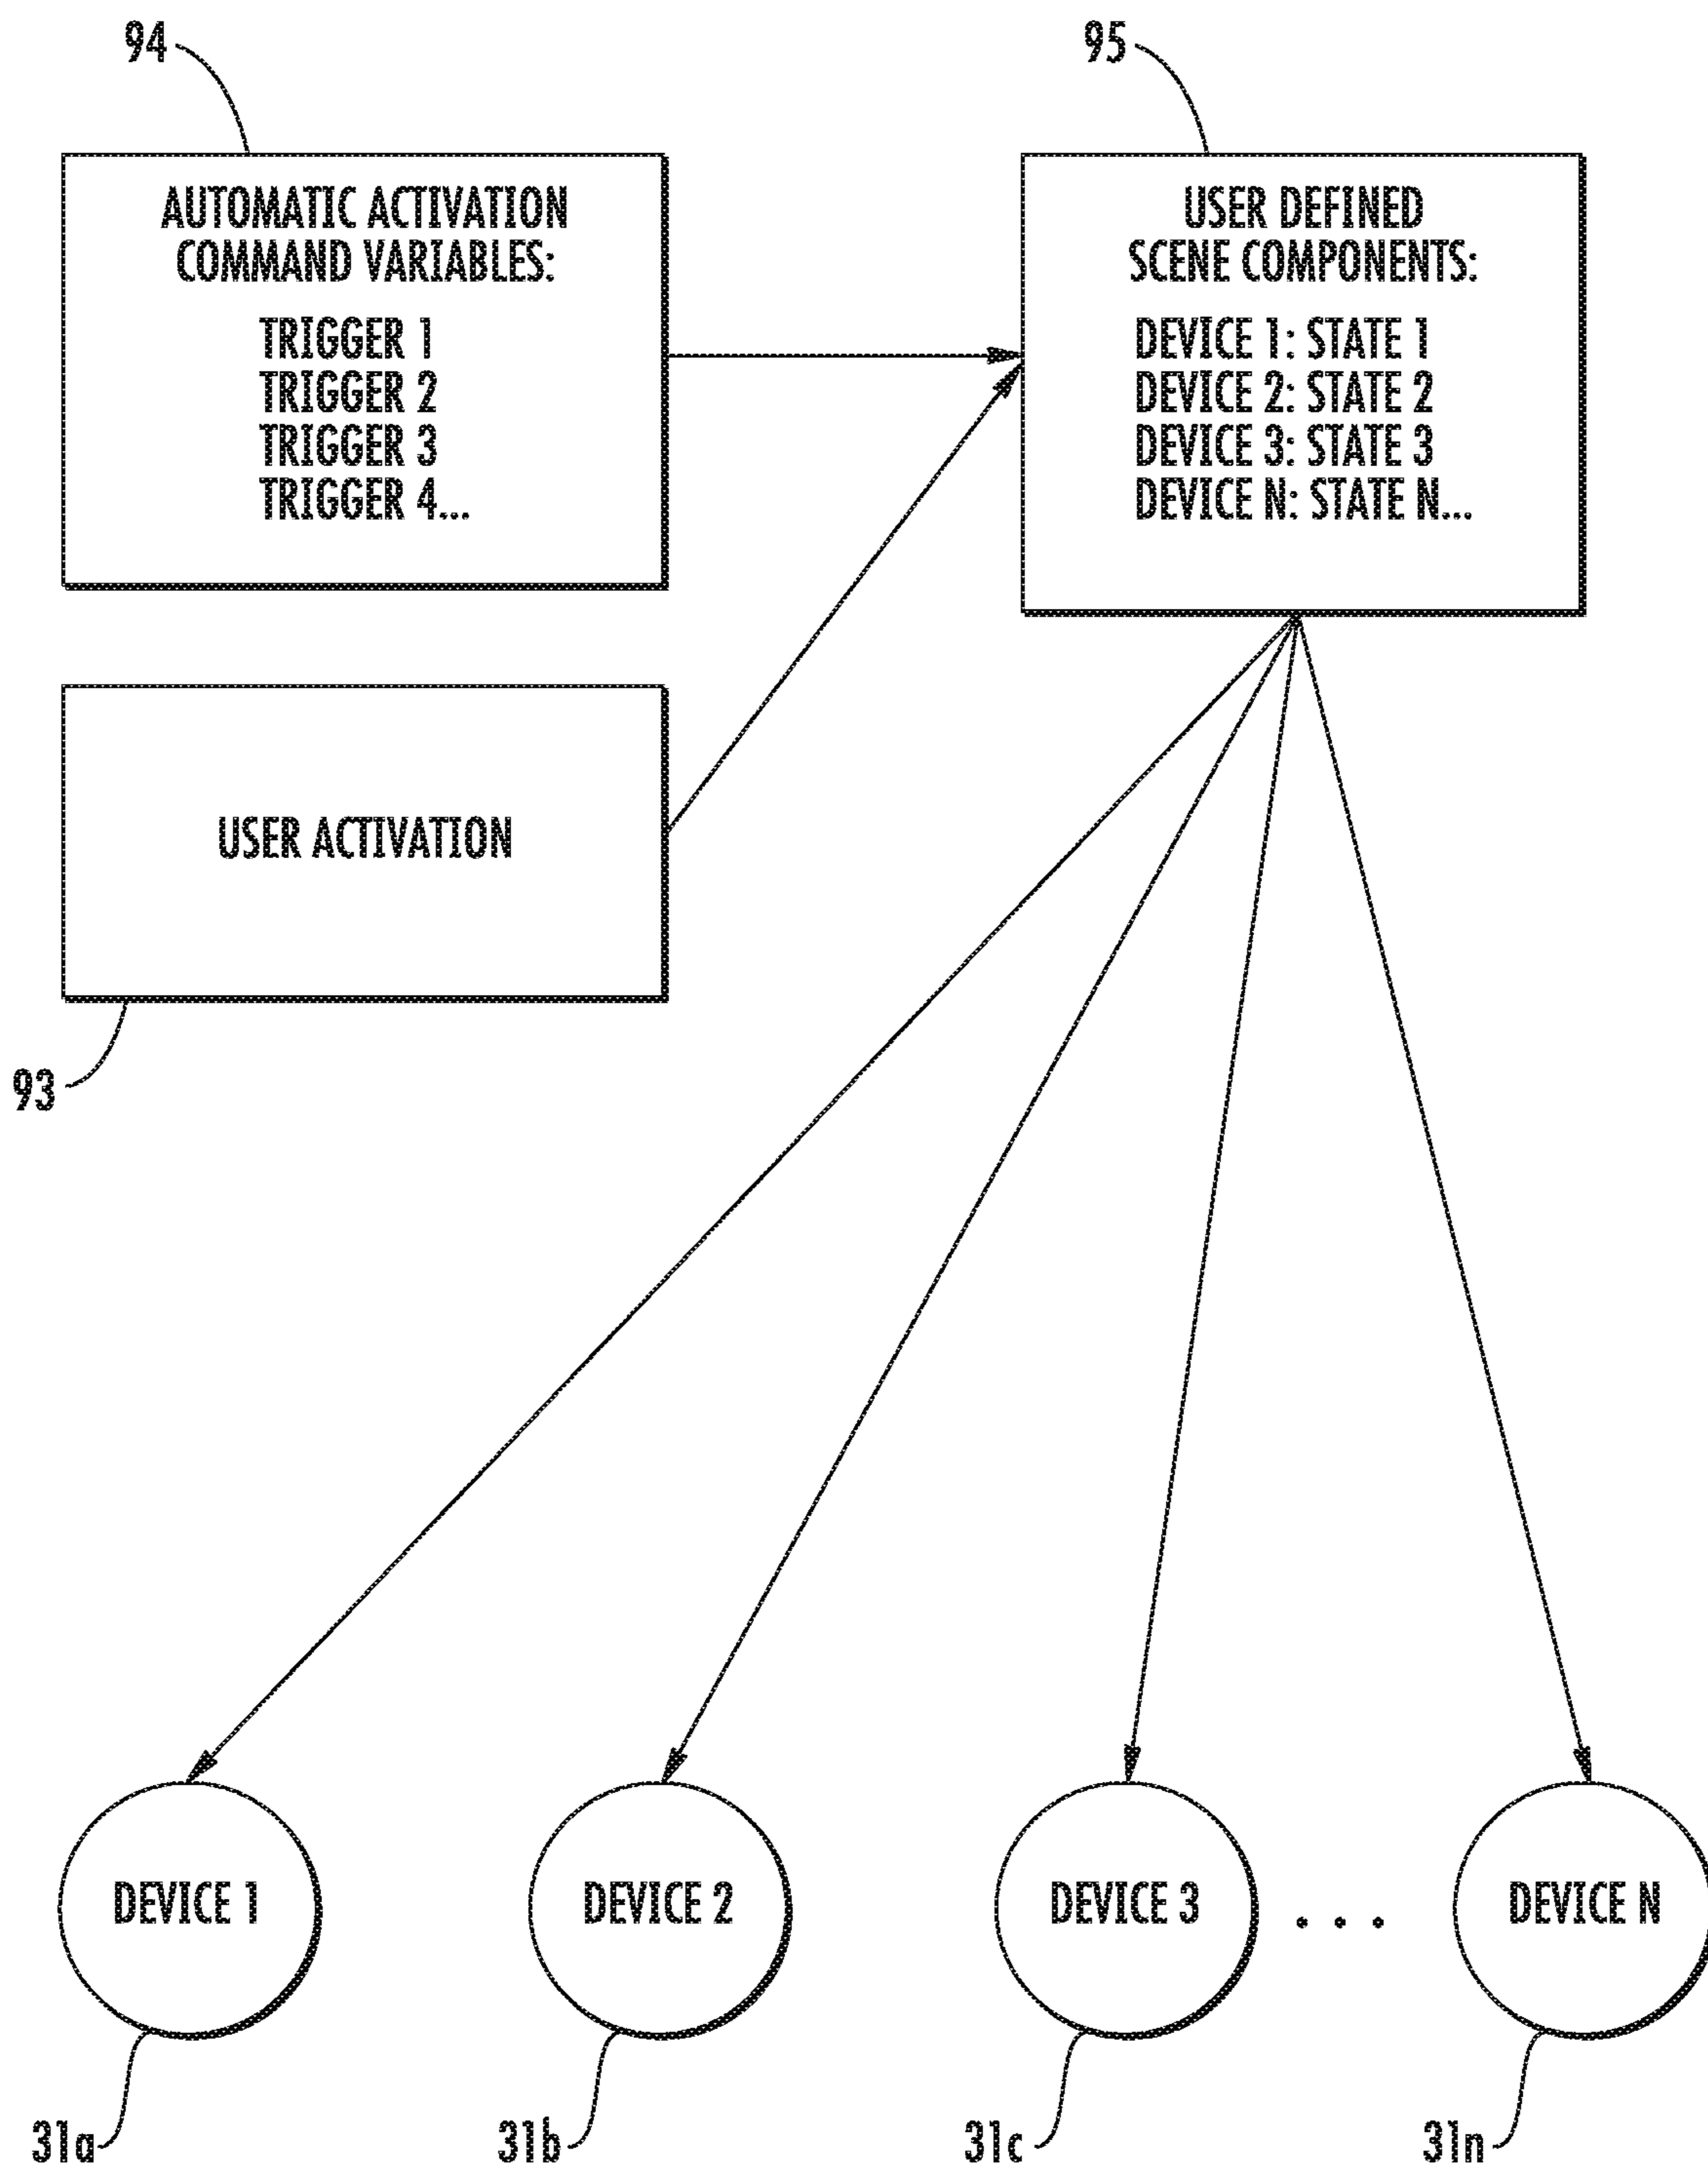 94
95
AUTOMATIC ACTIVATION
COMMAND VARIABLES:
TRIGGER 1
TRIGGER 2
TRIGGER 3
TRIGGER 4...
USER DEFINED
SCENE COMPONENTS:
DEVICE 1: STATE 1
DEVICE 2: STATE 2
DEVICE 3: STATE 3
DEVICE N: STATE N...
USER ACTIVATION
93
DEVICE 1
DEVICE 2
DEVICE 3
. . .
DEVICE N
31a
31b
31c
31n